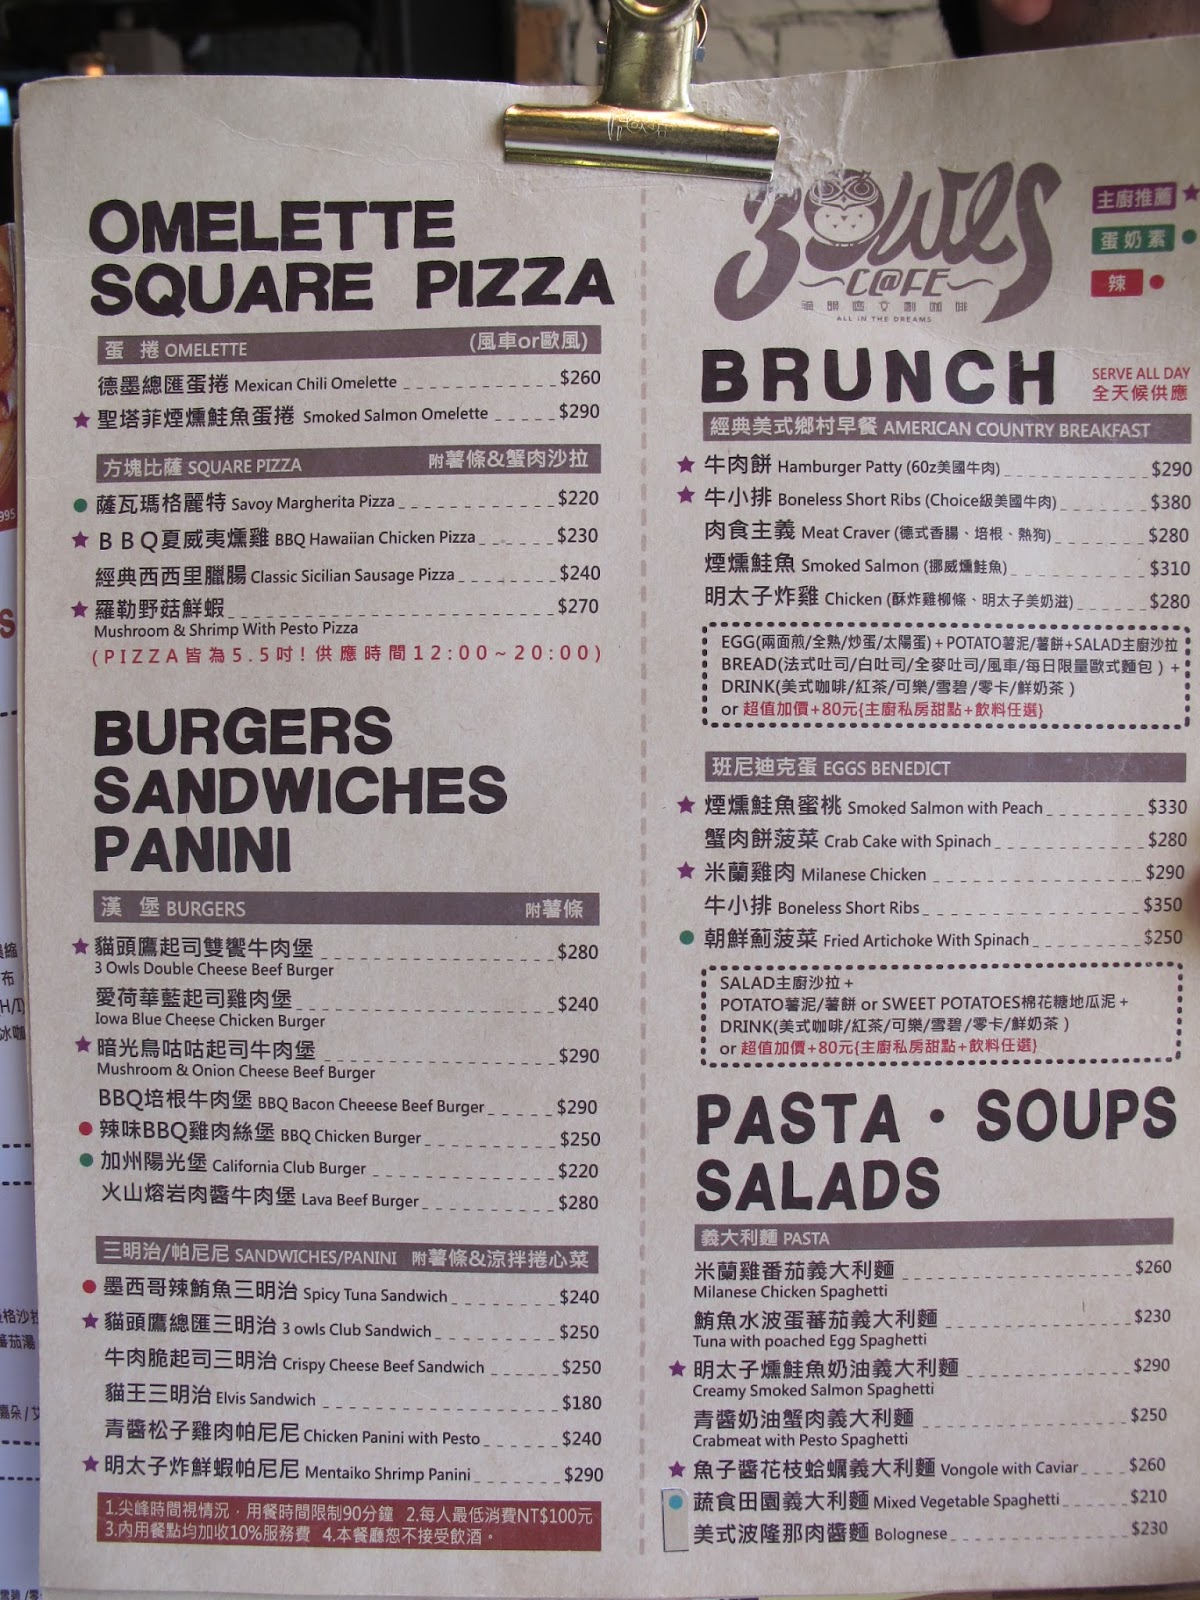 OMELETTE
SQUARE PIZZA
蛋 捲 OMELETTE (風車or歐風)
德墨總匯蛋捲 Mexican Chili Omelette $260
★ 聖塔菲煙燻鮭魚蛋捲 Smoked Salmon Omelette $290
方塊比薩 SQUARE PIZZA 附薯條&蟹肉沙拉
● 薩瓦瑪格麗特 Savoy Margherita Pizza $220
★ BBQ夏威夷燻雞 BBQ Hawaiian Chicken Pizza $230
經典西西里臘腸 Classic Sicilian Sausage Pizza $240
★ 羅勒野菇鮮蝦 $270
Mushroom & Shrimp With Pesto Pizza
(PIZZA皆為5.5吋!供應時間12:00~20:00)
BURGERS
SANDWICHES
PANINI
漢 堡 BURGERS 附薯條
★ 貓頭鷹起司雙饗牛肉堡 $280
3 Owls Double Cheese Beef Burger
愛荷華藍起司雞肉堡 $240
Iowa Blue Cheese Chicken Burger
★ 暗光鳥咕咕起司牛肉堡 $290
Mushroom & Onion Cheese Beef Burger
BBQ培根牛肉堡 BBQ Bacon Cheeese Beef Burger $290
● 辣味BBQ雞肉絲堡 BBQ Chicken Burger $250
● 加州陽光堡 California Club Burger $220
火山熔岩肉醬牛肉堡 Lava Beef Burger $280
三明治/帕尼尼 SANDWICHES/PANINI 附薯條&涼拌捲心菜
● 墨西哥辣鮪魚三明治 Spicy Tuna Sandwich $240
★ 貓頭鷹總匯三明治 3 owls Club Sandwich $250
牛肉脆起司三明治 Crispy Cheese Beef Sandwich $250
貓王三明治 Elvis Sandwich $180
青醬松子雞肉帕尼尼 Chicken Panini with Pesto $240
★ 明太子炸鮮蝦帕尼尼 Mentaiko Shrimp Panini $290
1.尖峰時間視情況，用餐時間限制90分鐘 2.每人最低消費NT$100元
3.內用餐點均加收10%服務費 4.本餐廳恕不接受飲酒。
3Owls
C@FE
ALL IN THE DREAMS
主廚推薦 ★
蛋奶素 ●
辣 ●
BRUNCH
SERVE ALL DAY
全天候供應
經典美式鄉村早餐 AMERICAN COUNTRY BREAKFAST
★ 牛肉餅 Hamburger Patty (60z美國牛肉) $290
★ 牛小排 Boneless Short Ribs (Choice級美國牛肉) $380
肉食主義 Meat Craver (德式香腸、培根、熱狗) $280
煙燻鮭魚 Smoked Salmon (挪威燻鮭魚) $310
明太子炸雞 Chicken (酥炸雞柳條、明太子美奶滋) $280
EGG(兩面煎/全熟/炒蛋/太陽蛋)+POTATO薯泥/薯餅+SALAD主廚沙拉
BREAD(法式吐司/白吐司/全麥吐司/風車/每日限量歐式麵包)+
DRINK(美式咖啡/紅茶/可樂/雪碧/零卡/鮮奶茶)
or 超值加價+80元{主廚私房甜點+飲料任選}
班尼迪克蛋 EGGS BENEDICT
★ 煙燻鮭魚蜜桃 Smoked Salmon with Peach $330
蟹肉餅菠菜 Crab Cake with Spinach $280
★ 米蘭雞肉 Milanese Chicken $290
牛小排 Boneless Short Ribs $350
● 朝鮮薊菠菜 Fried Artichoke With Spinach $250
SALAD主廚沙拉+
POTATO薯泥/薯餅 or SWEET POTATOES棉花糖地瓜泥+
DRINK(美式咖啡/紅茶/可樂/雪碧/零卡/鮮奶茶)
or 超值加價+80元{主廚私房甜點+飲料任選}
PASTA・SOUPS
SALADS
義大利麵 PASTA
米蘭雞番茄義大利麵 $260
Milanese Chicken Spaghetti
鮪魚水波蛋蕃茄義大利麵 $230
Tuna with poached Egg Spaghetti
★ 明太子燻鮭魚奶油義大利麵 $290
Creamy Smoked Salmon Spaghetti
青醬奶油蟹肉義大利麵 $250
Crabmeat with Pesto Spaghetti
★ 魚子醬花枝蛤蠣義大利麵 Vongole with Caviar $260
● 蔬食田園義大利麵 Mixed Vegetable Spaghetti $210
美式波隆那肉醬麵 Bolognese $230